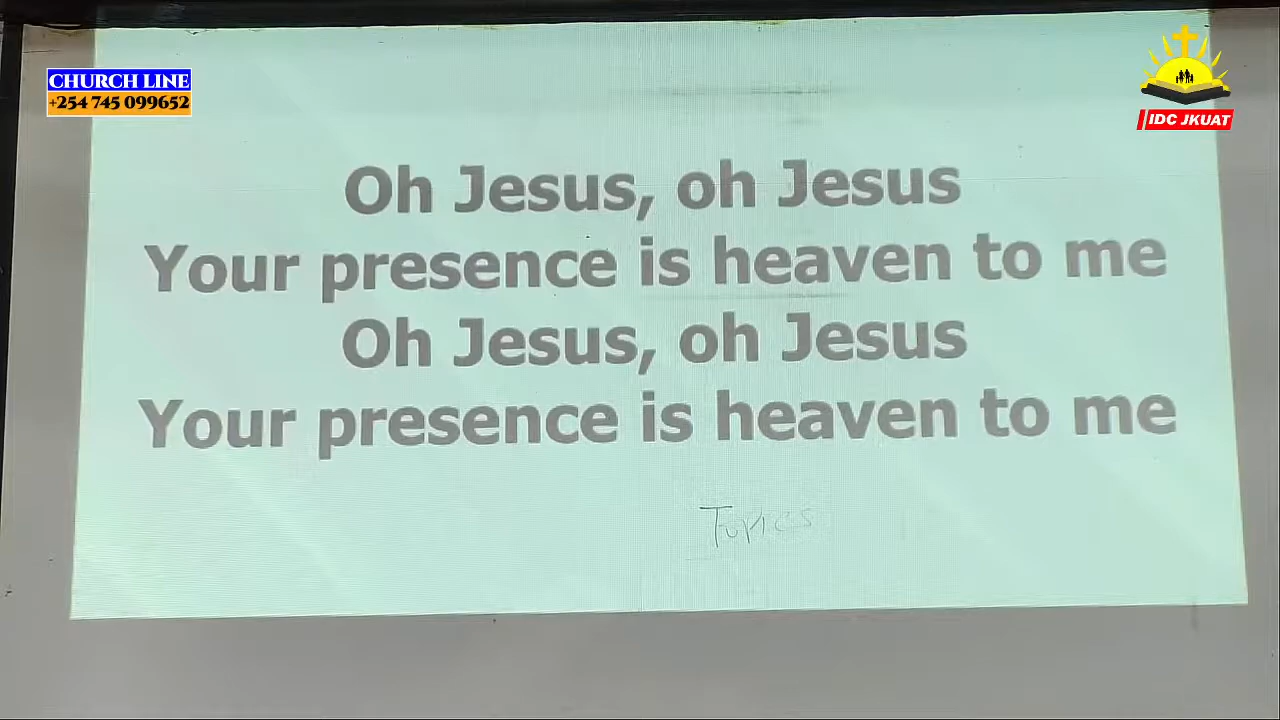 CHURCH LINE
+254 745 099652
IDC JKUAT
Oh Jesus, oh Jesus
Your presence is heaven to me
Oh Jesus, oh Jesus
Your presence is heaven to me
Topics